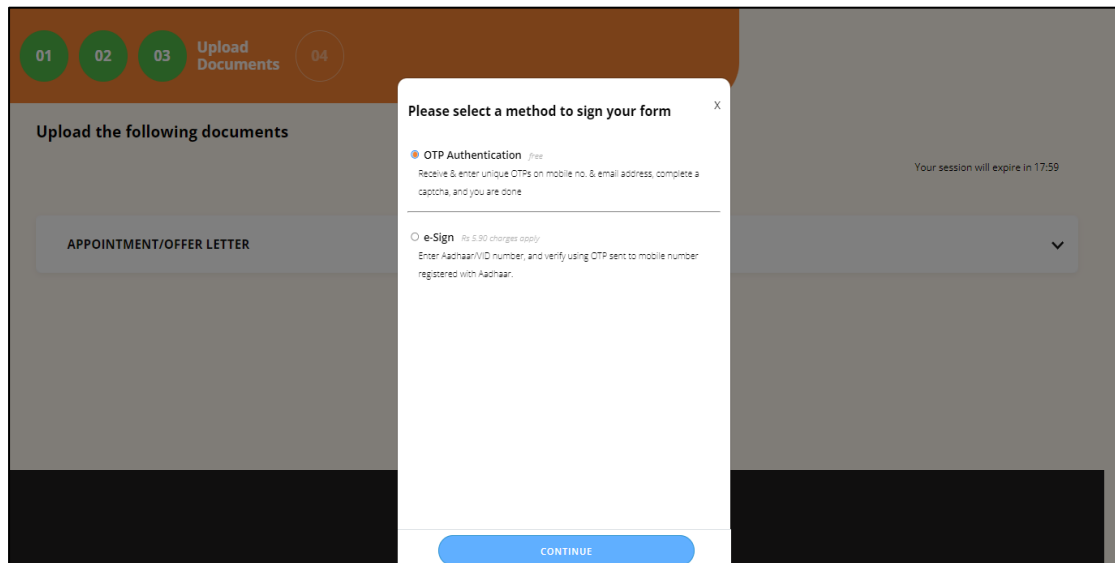 01 02 03 Upload
Documents 04
Please select a method to sign your form X
Upload the following documents
OTP Authentication free
Receive & enter unique OTPs on mobile no. & email address, complete a
captcha, and you are done
Your session will expire in 17:59
APPOINTMENT/OFFER LETTER
e-Sign Rs 5.90 charges apply
Enter Aadhaar/VID number, and verify using OTP sent to mobile number
registered with Aadhaar.
CONTINUE